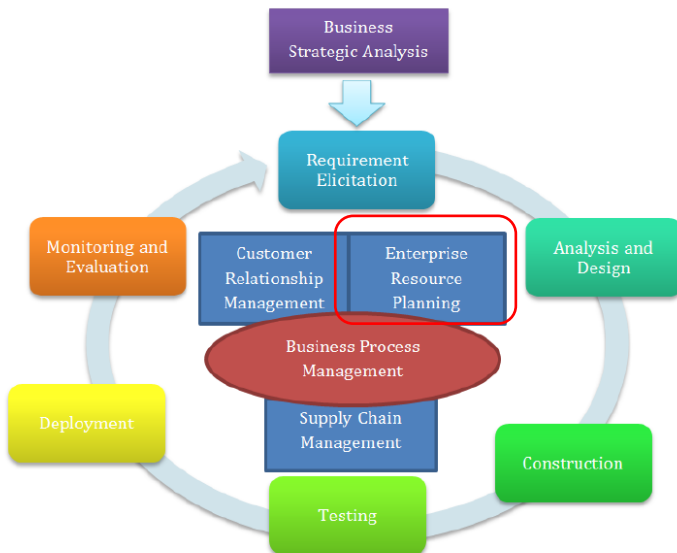 Business
Strategic Analysis
Requirement
Elicitation
Monitoring and
Evaluation
Customer
Relationship
Management
Enterprise
Resource
Planning
Analysis and
Design
Business Process
Management
Deployment
Supply Chain
Management
Construction
Testing